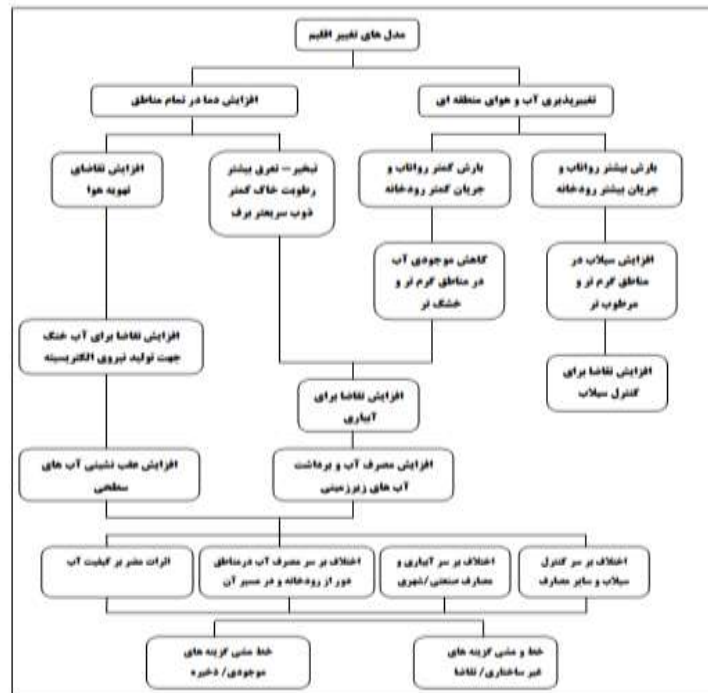 مدل های تغییر اقلیم
تغییرپذیری آب و هوای منطقه ای
افزایش دما در تمام مناطق
بارش بیشتر رواناب و
جریان بیشتر رودخانه
بارش کمتر رواناب و
جریان کمتر رودخانه
تبخیر – تعرق بیشتر
رطوبت خاک کمتر
ذوب سریعتر برف
افزایش تقاضای
تهویه هوا
افزایش سیلاب در
مناطق گرم تر و
مرطوب تر
کاهش موجودی آب
در مناطق گرم تر و
خشک تر
افزایش تقاضا برای آب خنک
جهت تولید نیروی الکتریسیته
افزایش تقاضا برای
کنترل سیلاب
افزایش تقاضا برای
آبیاری
افزایش مصرف آب و برداشت
آب های زیرزمینی
افزایش عقب نشینی آب های
سطحی
اختلاف بر سر کنترل
سیلاب و سایر مصارف
اختلاف بر سر آبیاری و
مصارف صنعتی/شهری
اختلاف بر سر مصرف آب درمناطق
دور از رودخانه و در مسیر آن
اثرات مضر بر کیفیت آب
خط و مشی گزینه های
غیر ساختاری/ تقاضا
خط مشی گزینه های
موجودی/ ذخیره